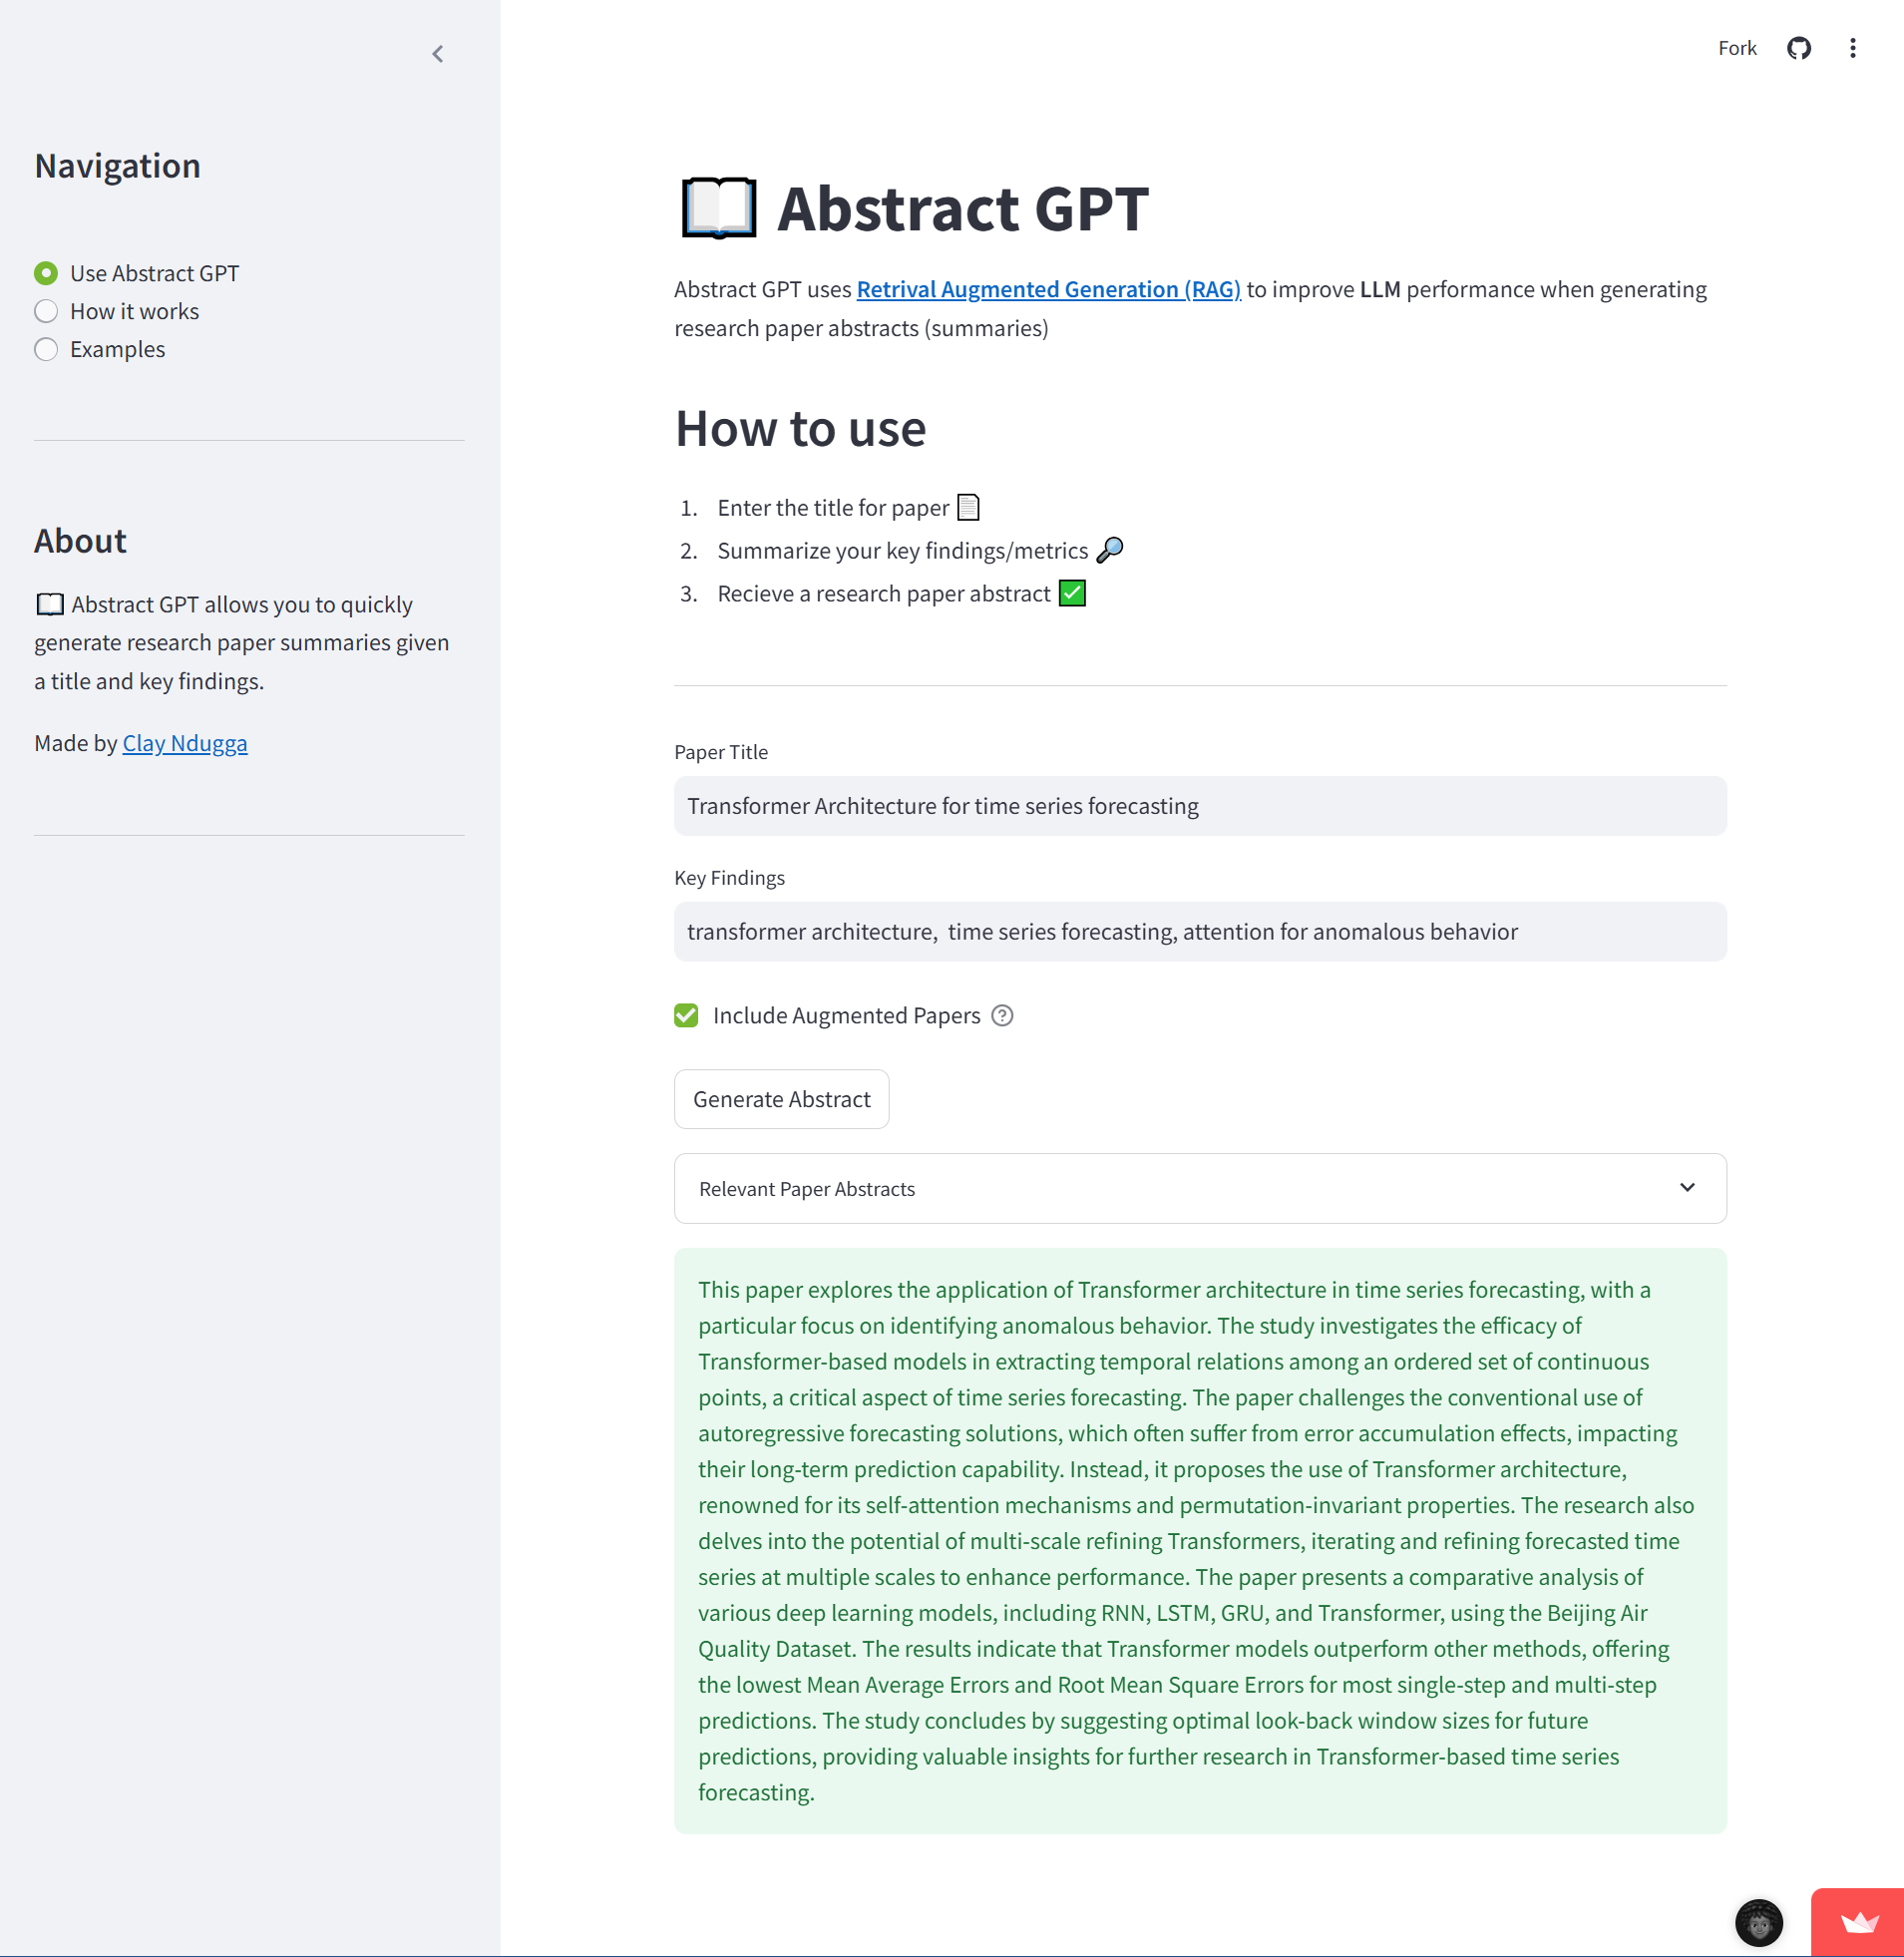 Fork
Navigation
Use Abstract GPT
How it works
Examples
About
📖 Abstract GPT allows you to quickly
generate research paper summaries given
a title and key findings.
Made by Clay Ndugga
📖 Abstract GPT
Abstract GPT uses Retrival Augmented Generation (RAG) to improve LLM performance when generating
research paper abstracts (summaries)
How to use
1. Enter the title for paper 📄
2. Summarize your key findings/metrics 🔎
3. Recieve a research paper abstract ✅
Paper Title
Transformer Architecture for time series forecasting
Key Findings
transformer architecture,  time series forecasting, attention for anomalous behavior
Include Augmented Papers
Generate Abstract
Relevant Paper Abstracts
This paper explores the application of Transformer architecture in time series forecasting, with a
particular focus on identifying anomalous behavior. The study investigates the efficacy of
Transformer-based models in extracting temporal relations among an ordered set of continuous
points, a critical aspect of time series forecasting. The paper challenges the conventional use of
autoregressive forecasting solutions, which often suffer from error accumulation effects, impacting
their long-term prediction capability. Instead, it proposes the use of Transformer architecture,
renowned for its self-attention mechanisms and permutation-invariant properties. The research also
delves into the potential of multi-scale refining Transformers, iterating and refining forecasted time
series at multiple scales to enhance performance. The paper presents a comparative analysis of
various deep learning models, including RNN, LSTM, GRU, and Transformer, using the Beijing Air
Quality Dataset. The results indicate that Transformer models outperform other methods, offering
the lowest Mean Average Errors and Root Mean Square Errors for most single-step and multi-step
predictions. The study concludes by suggesting optimal look-back window sizes for future
predictions, providing valuable insights for further research in Transformer-based time series
forecasting.